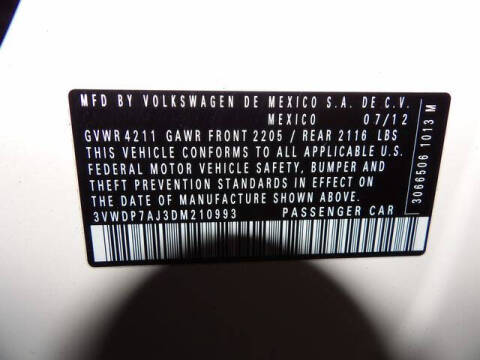 MFD BY VOLKSWAGEN DE MEXICO S.A. DE C.V.
MEXICO 07/12
GVWR 4211 GAWR FRONT 2205 / REAR 2116 LBS
THIS VEHICLE CONFORMS TO ALL APPLICABLE U.S.
FEDERAL MOTOR VEHICLE SAFETY, BUMPER AND
THEFT PREVENTION STANDARDS IN EFFECT ON
THE DATE OF MANUFACTURE SHOWN ABOVE.
3VWDP7AJ3DM210993 PASSENGER CAR
3066506 1013 M